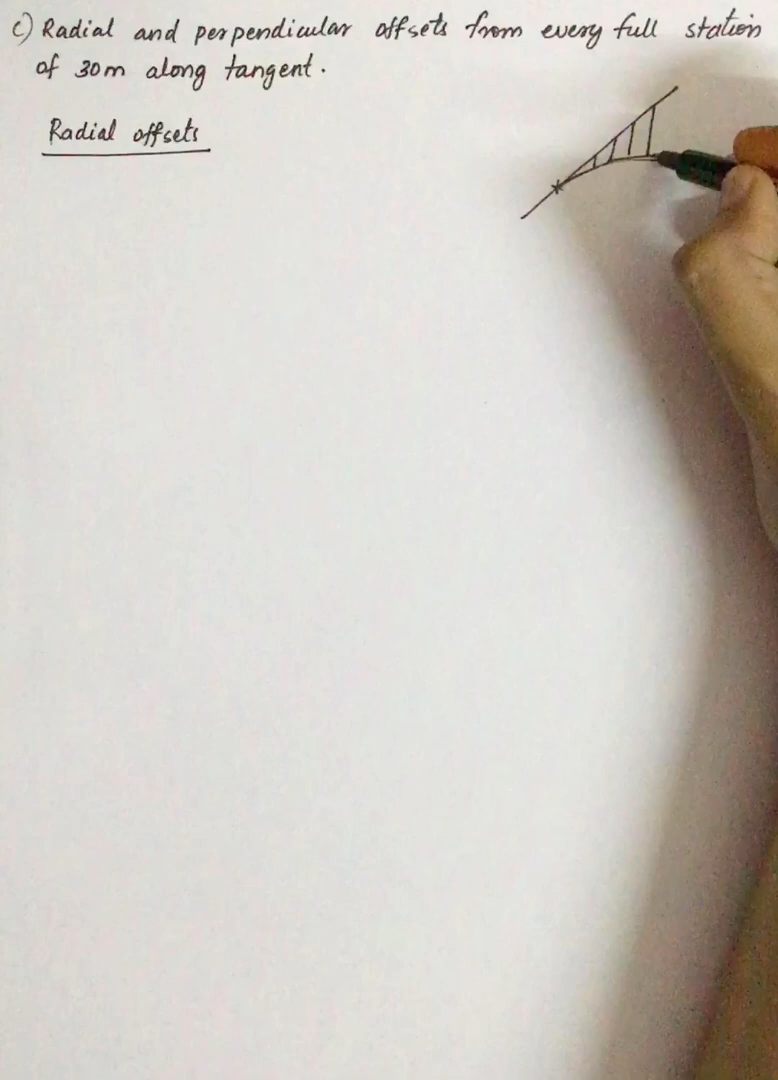 c) Radial and perpendicular offsets from every full station
of 30m along tangent.
Radial offsets